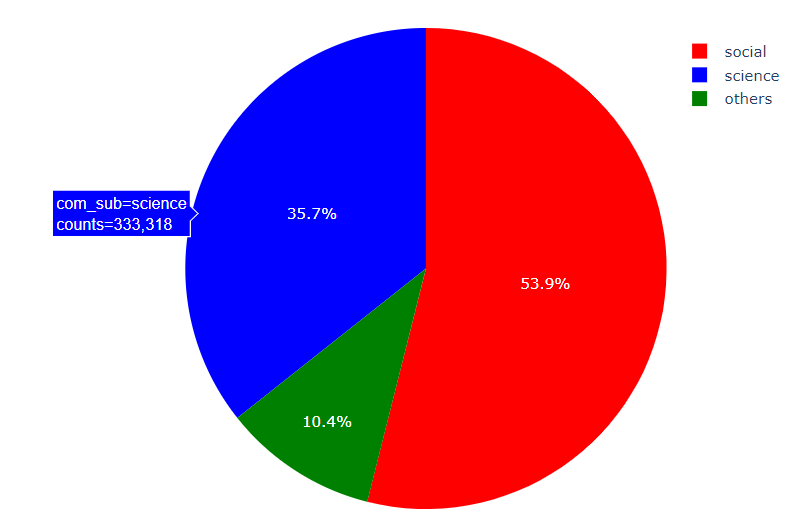 social
science
others
com_sub=science
counts=333,318
35.7%
53.9%
10.4%